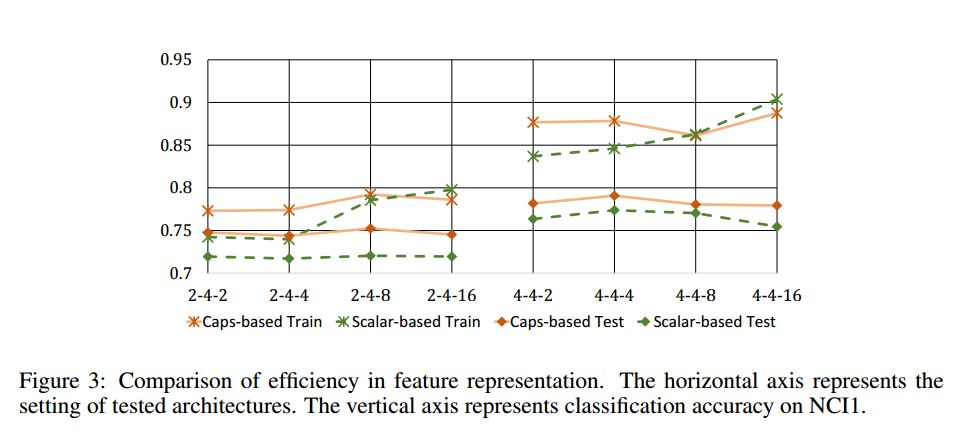 0.95
0.9
0.85
0.8
0.75
0.7
2-4-2 2-4-4 2-4-8 2-4-16 4-4-2 4-4-4 4-4-8 4-4-16
Caps-based Train Scalar-based Train Caps-based Test Scalar-based Test
Figure 3: Comparison of efficiency in feature representation. The horizontal axis represents the
setting of tested architectures. The vertical axis represents classification accuracy on NCI1.